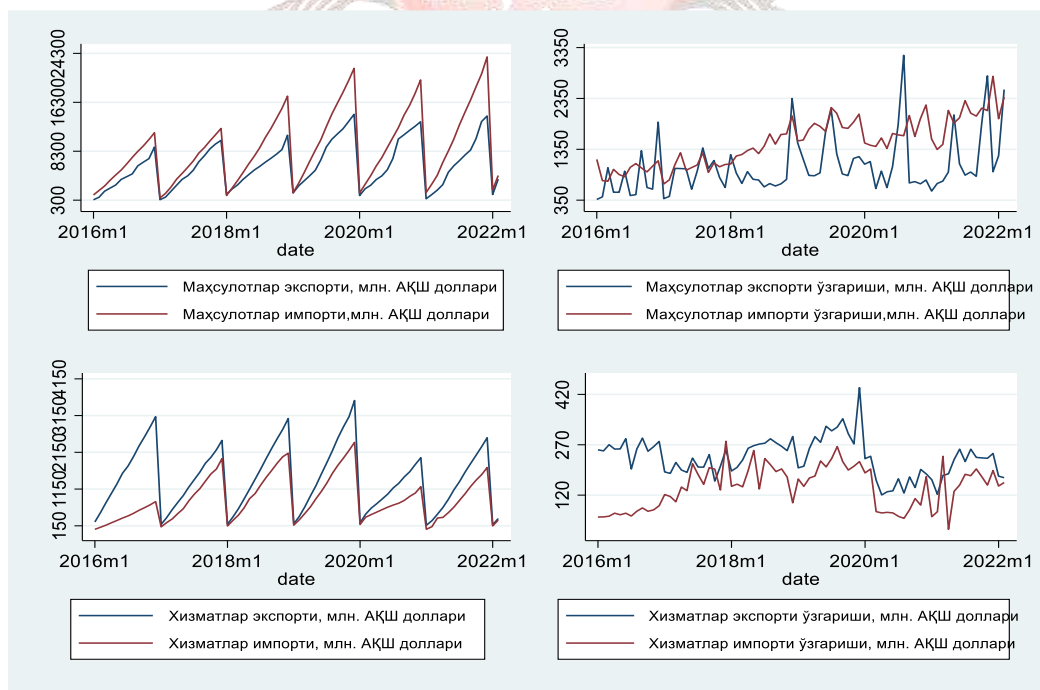 300 8300 16300 24300
2016m1 2018m1 2020m1 2022m1
date
Маҳсулотлар экспорти, млн. АҚШ доллари
Маҳсулотлар импорти,млн. АҚШ доллари
350 1350 2350 3350
2016m1 2018m1 2020m1 2022m1
date
Маҳсулотлар экспорти ўзгариши, млн. АҚШ доллари
Маҳсулотлар импорти ўзгариши,млн. АҚШ доллари
150 1150 2150 3150 4150
2016m1 2018m1 2020m1 2022m1
date
Хизматлар экспорти, млн. АҚШ доллари
Хизматлар импорти, млн. АҚШ доллари
120 270 420
2016m1 2018m1 2020m1 2022m1
date
Хизматлар экспорти ўзгариши, млн. АҚШ доллари
Хизматлар импорти ўзгариши, млн. АҚШ доллари